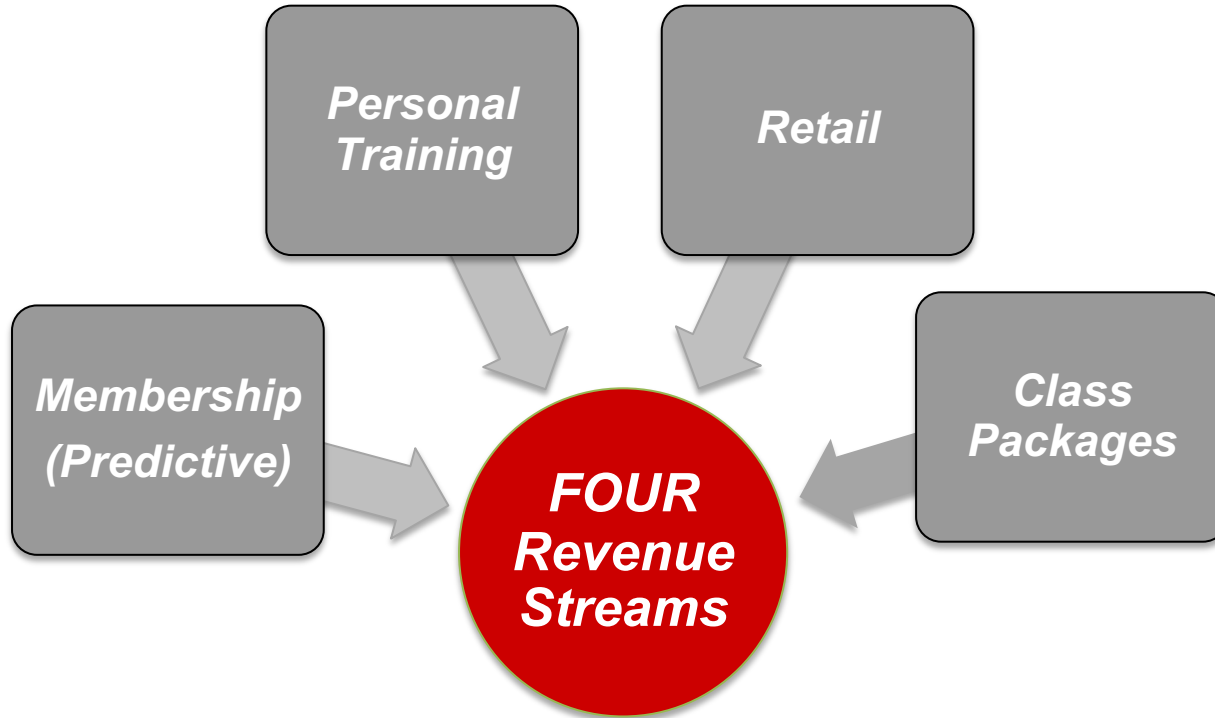 Personal
Training
Retail
Membership
(Predictive)
Class
Packages
FOUR
Revenue
Streams